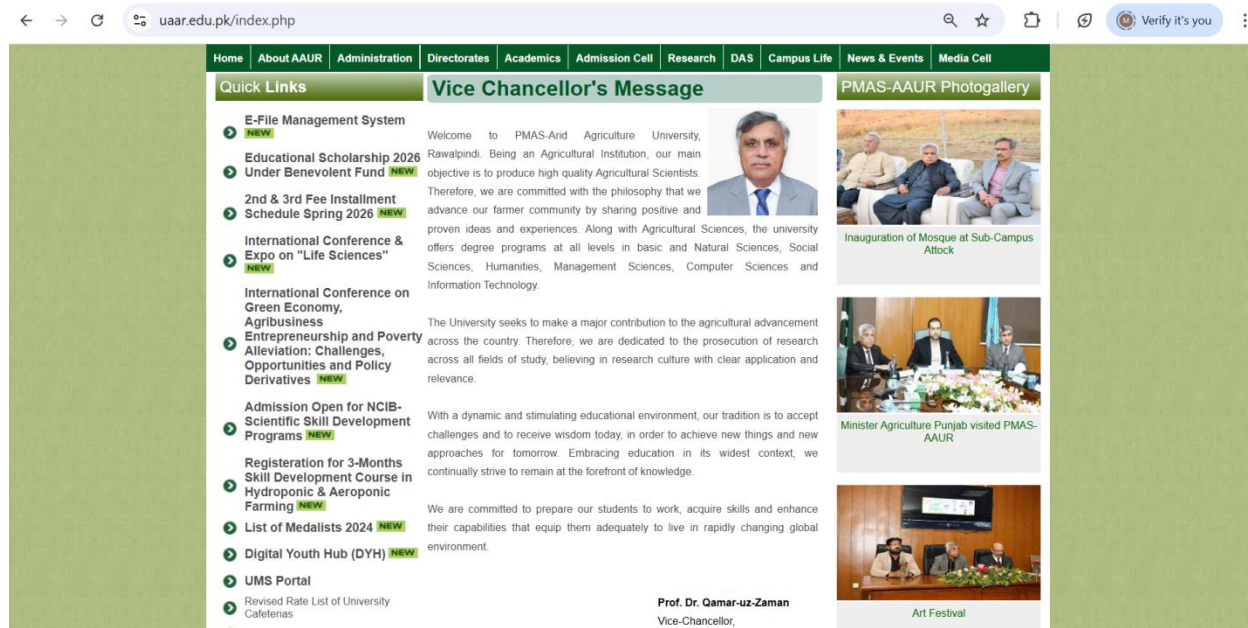 uaar.edu.pk/index.php
Verify it's you
Home About AAUR Administration Directorates Academics Admission Cell Research DAS Campus Life News & Events Media Cell
Quick Links
E-File Management System
NEW
Educational Scholarship 2026
Under Benevolent Fund NEW
2nd & 3rd Fee Installment
Schedule Spring 2026 NEW
International Conference &
Expo on "Life Sciences"
NEW
International Conference on
Green Economy,
Agribusiness
Entrepreneurship and Poverty
Alleviation: Challenges,
Opportunities and Policy
Derivatives NEW
Admission Open for NCIB-
Scientific Skill Development
Programs NEW
Registeration for 3-Months
Skill Development Course in
Hydroponic & Aeroponic
Farming NEW
List of Medalists 2024 NEW
Digital Youth Hub (DYH) NEW
UMS Portal
Revised Rate List of University
Cafeterias
Vice Chancellor's Message
Welcome to PMAS-Arid Agriculture University,
Rawalpindi. Being an Agricultural Institution, our main
objective is to produce high quality Agricultural Scientists.
Therefore, we are committed with the philosophy that we
advance our farmer community by sharing positive and
proven ideas and experiences. Along with Agricultural Sciences, the university
offers degree programs at all levels in basic and Natural Sciences, Social
Sciences, Humanities, Management Sciences, Computer Sciences and
Information Technology.
The University seeks to make a major contribution to the agricultural advancement
across the country. Therefore, we are dedicated to the prosecution of research
across all fields of study, believing in research culture with clear application and
relevance.
With a dynamic and stimulating educational environment, our tradition is to accept
challenges and to receive wisdom today, in order to achieve new things and new
approaches for tomorrow. Embracing education in its widest context, we
continually strive to remain at the forefront of knowledge.
We are committed to prepare our students to work, acquire skills and enhance
their capabilities that equip them adequately to live in rapidly changing global
environment.
Prof. Dr. Qamar-uz-Zaman
Vice-Chancellor,
PMAS-AAUR Photogallery
Inauguration of Mosque at Sub-Campus
Attock
Minister Agriculture Punjab visited PMAS-
AAUR
Art Festival